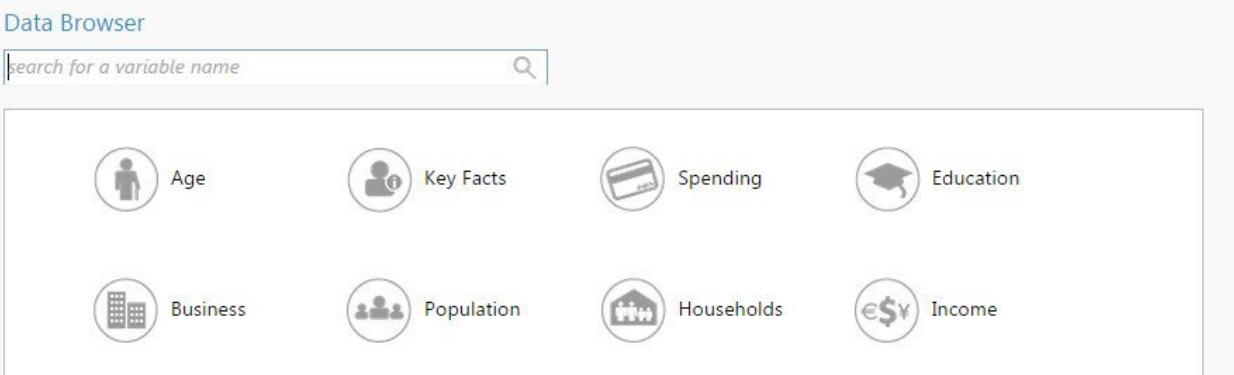 Data Browser
search for a variable name
Age Key Facts Spending Education
Business Population Households Income
€$¥